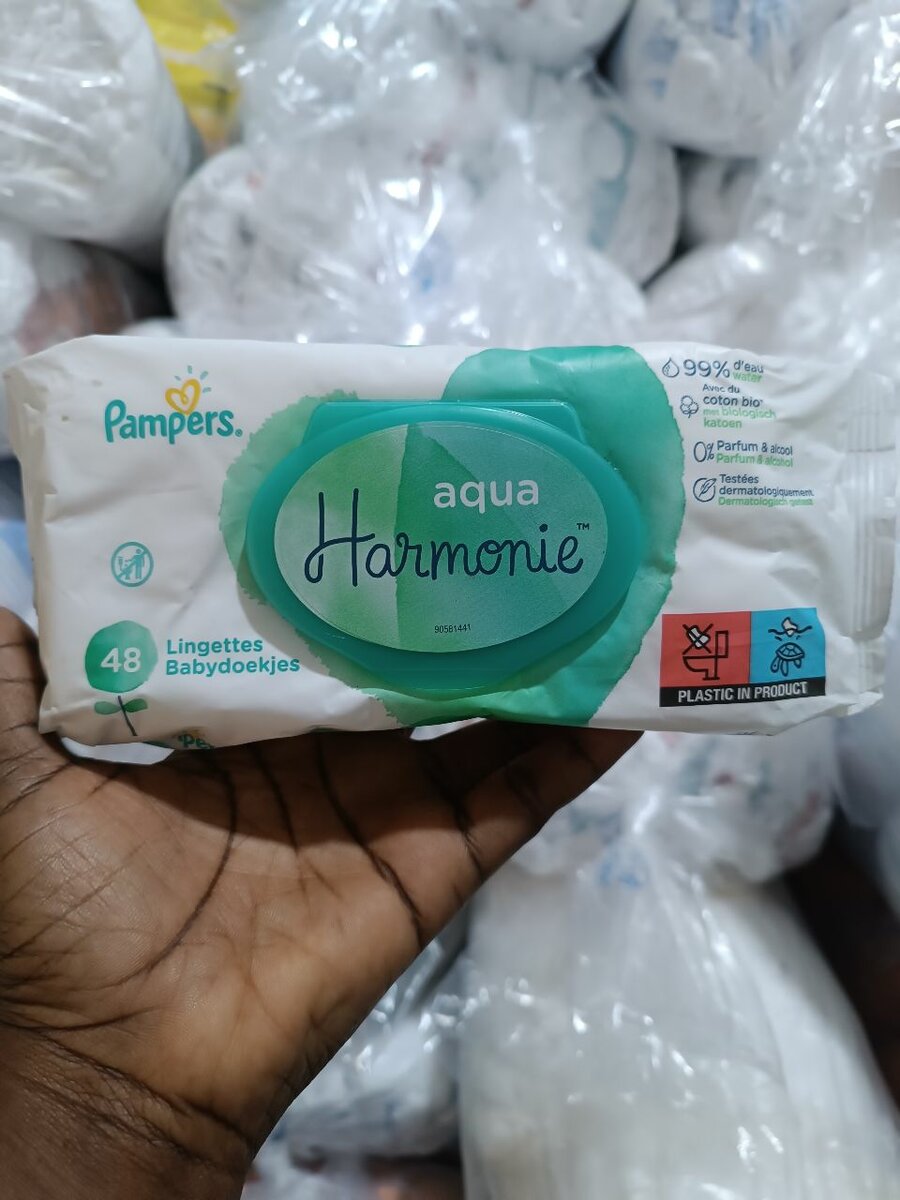 Pampers.
aqua
Harmonie™
90581441
48
Lingettes
Babydoekjes
99% d'eau
water
Avec du
coton bio
met biologisch
katoen
0% Parfum & alcool
Parfum & alcohol
Testées
dermatologiquement.
Dermatologisch getest
PLASTIC IN PRODUCT